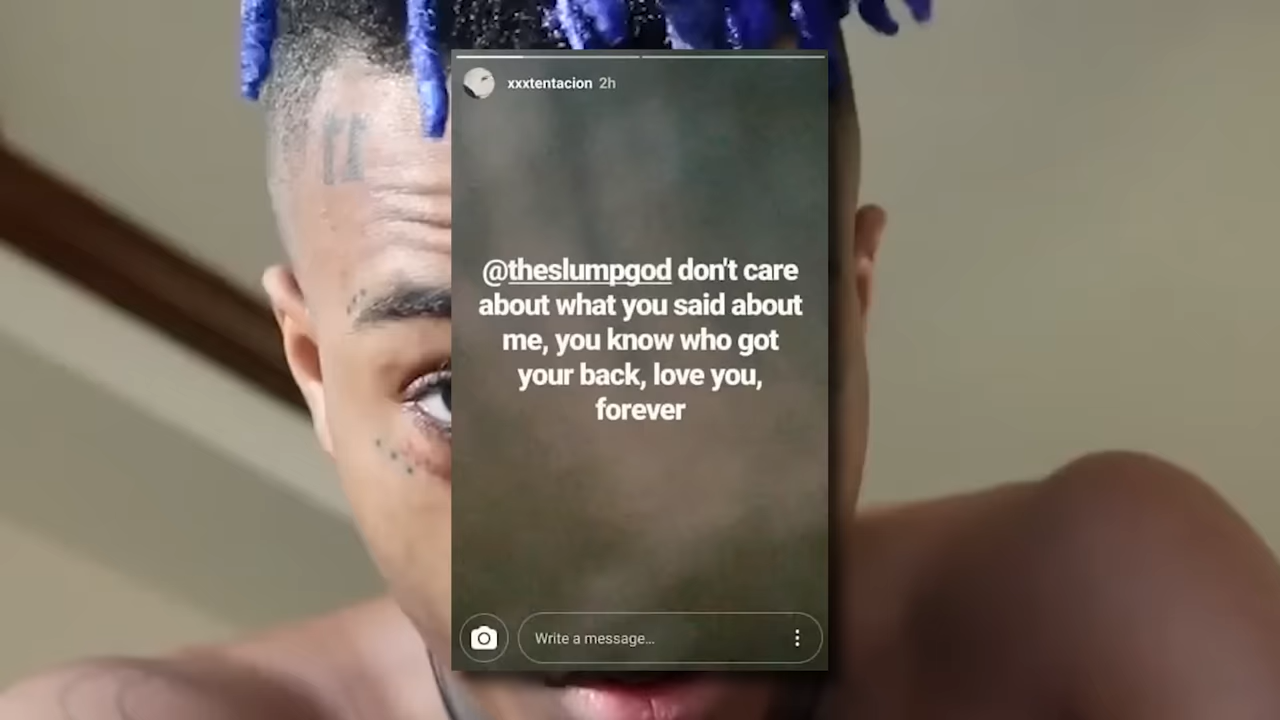 xxxtentacion 2h
@theslumpgod don't care
about what you said about
me, you know who got
your back, love you,
forever
Write a message...